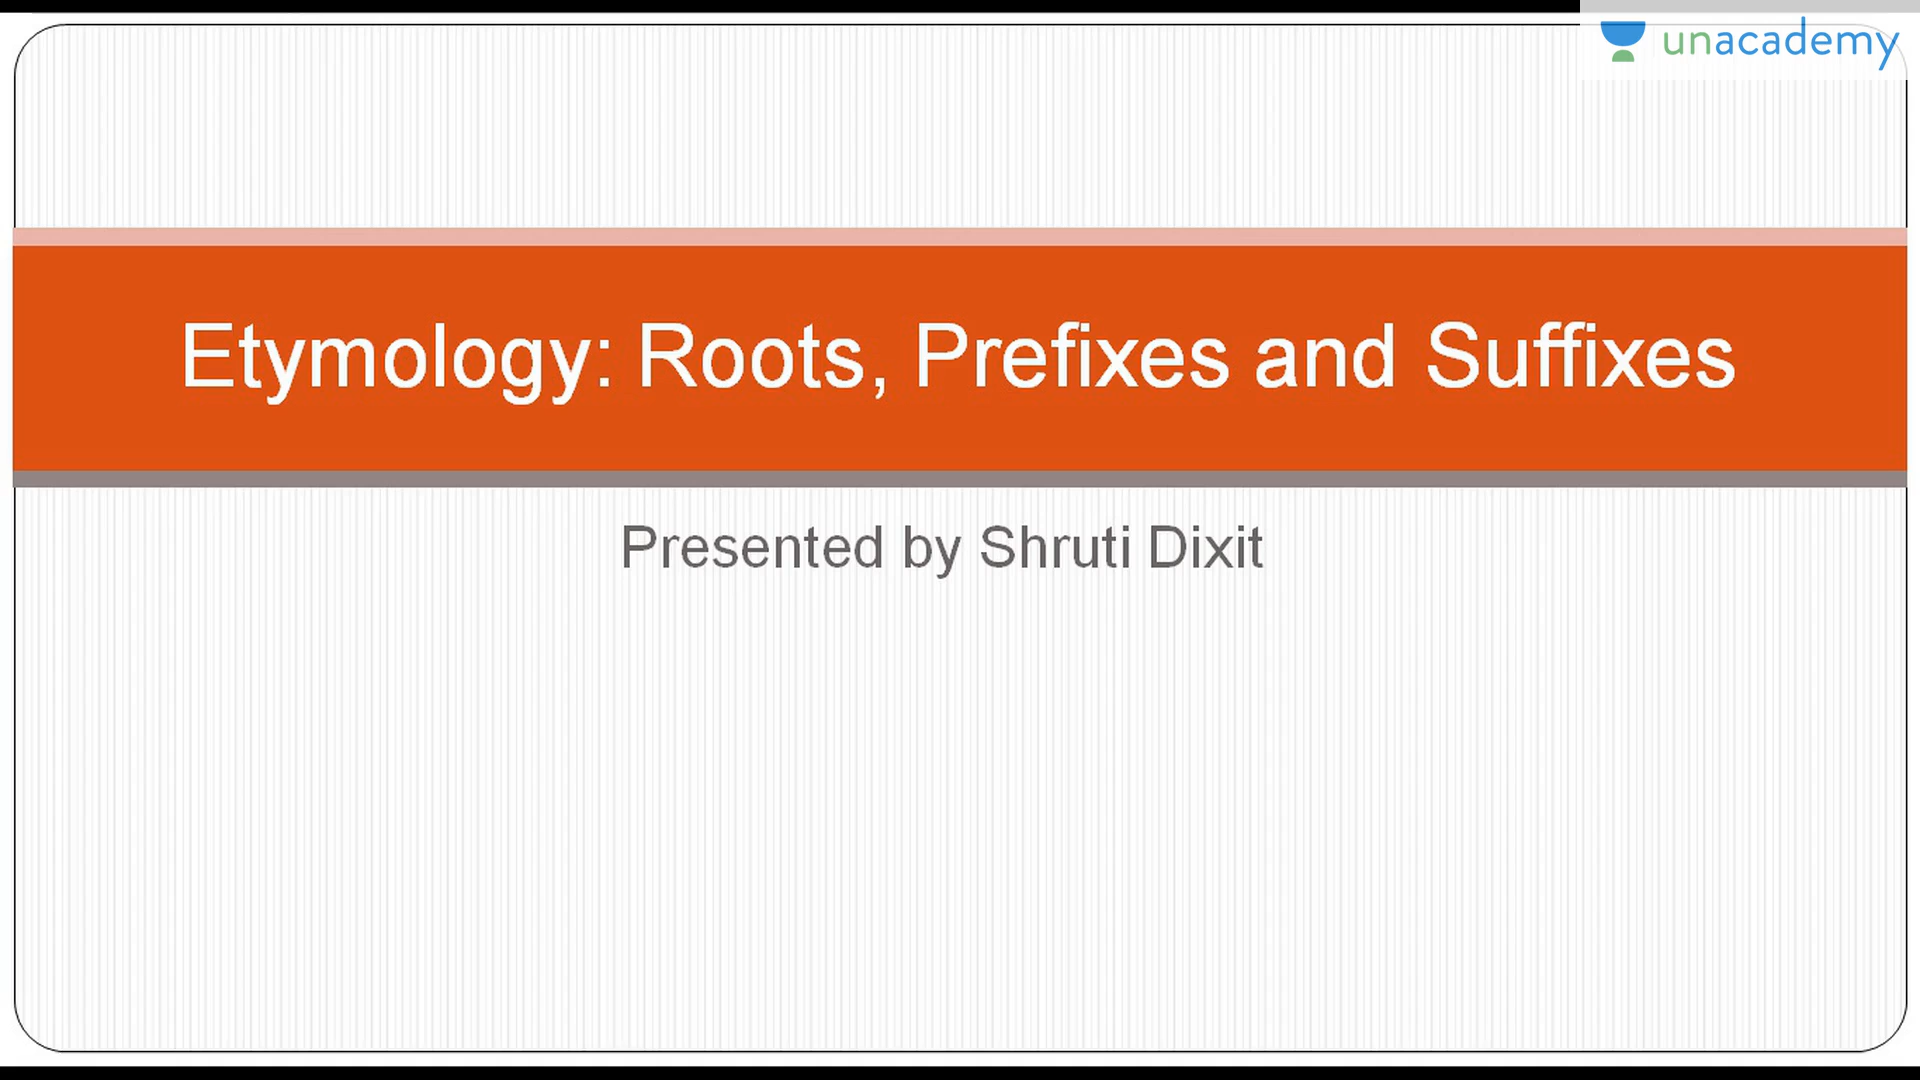 unacademy
Etymology: Roots, Prefixes and Suffixes
Presented by Shruti Dixit